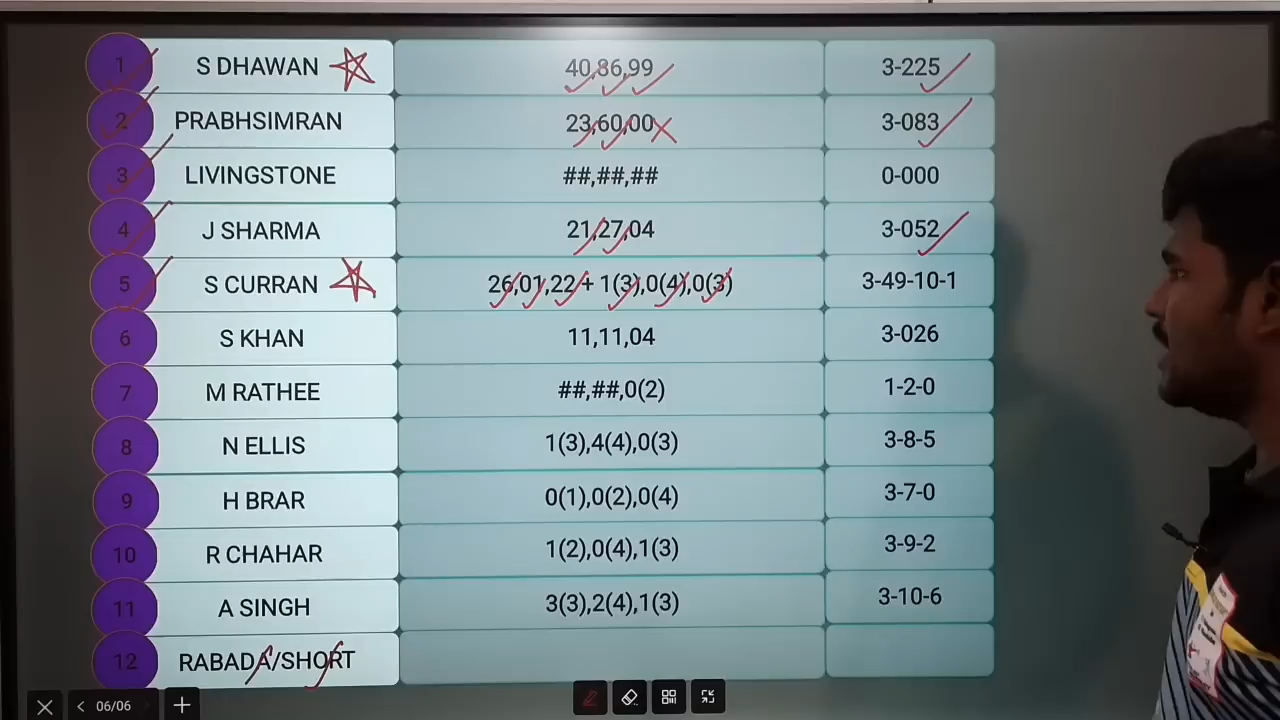 1 S DHAWAN 40,86,99 3-225
2 PRABHSIMRAN 23,60,00 3-083
3 LIVINGSTONE ##,##,## 0-000
4 J SHARMA 21,27,04 3-052
5 S CURRAN 26,01,22 + 1(3),0(4),0(3) 3-49-10-1
6 S KHAN 11,11,04 3-026
7 M RATHEE ##,##,0(2) 1-2-0
8 N ELLIS 1(3),4(4),0(3) 3-8-5
9 H BRAR 0(1),0(2),0(4) 3-7-0
10 R CHAHAR 1(2),0(4),1(3) 3-9-2
11 A SINGH 3(3),2(4),1(3) 3-10-6
12 RABADA/SHORT
06/06